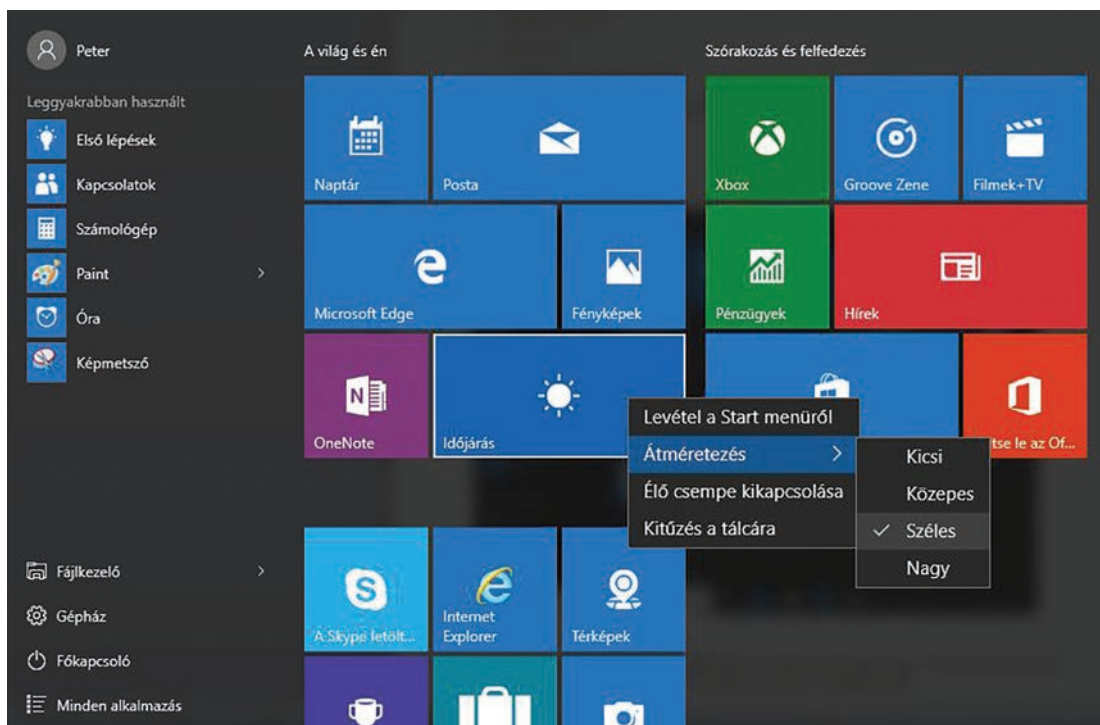 Peter
Leggyakrabban használt
Első lépések
Kapcsolatok
Számológép
Paint
Óra
Képmetsző
Fájlkezelő
Gépház
Főkapcsoló
Minden alkalmazás
A világ és én
Naptár
Posta
Microsoft Edge
Fényképek
OneNote
Időjárás
A Skype letölt...
Internet
Explorer
Térképek
Szórakozás és felfedezés
Xbox
Groove Zene
Filmek+TV
Pénzügyek
Hírek
tse le az Of...
Levétel a Start menüről
Átméretezés
Élő csempe kikapcsolása
Kitűzés a tálcára
Kicsi
Közepes
Széles
Nagy